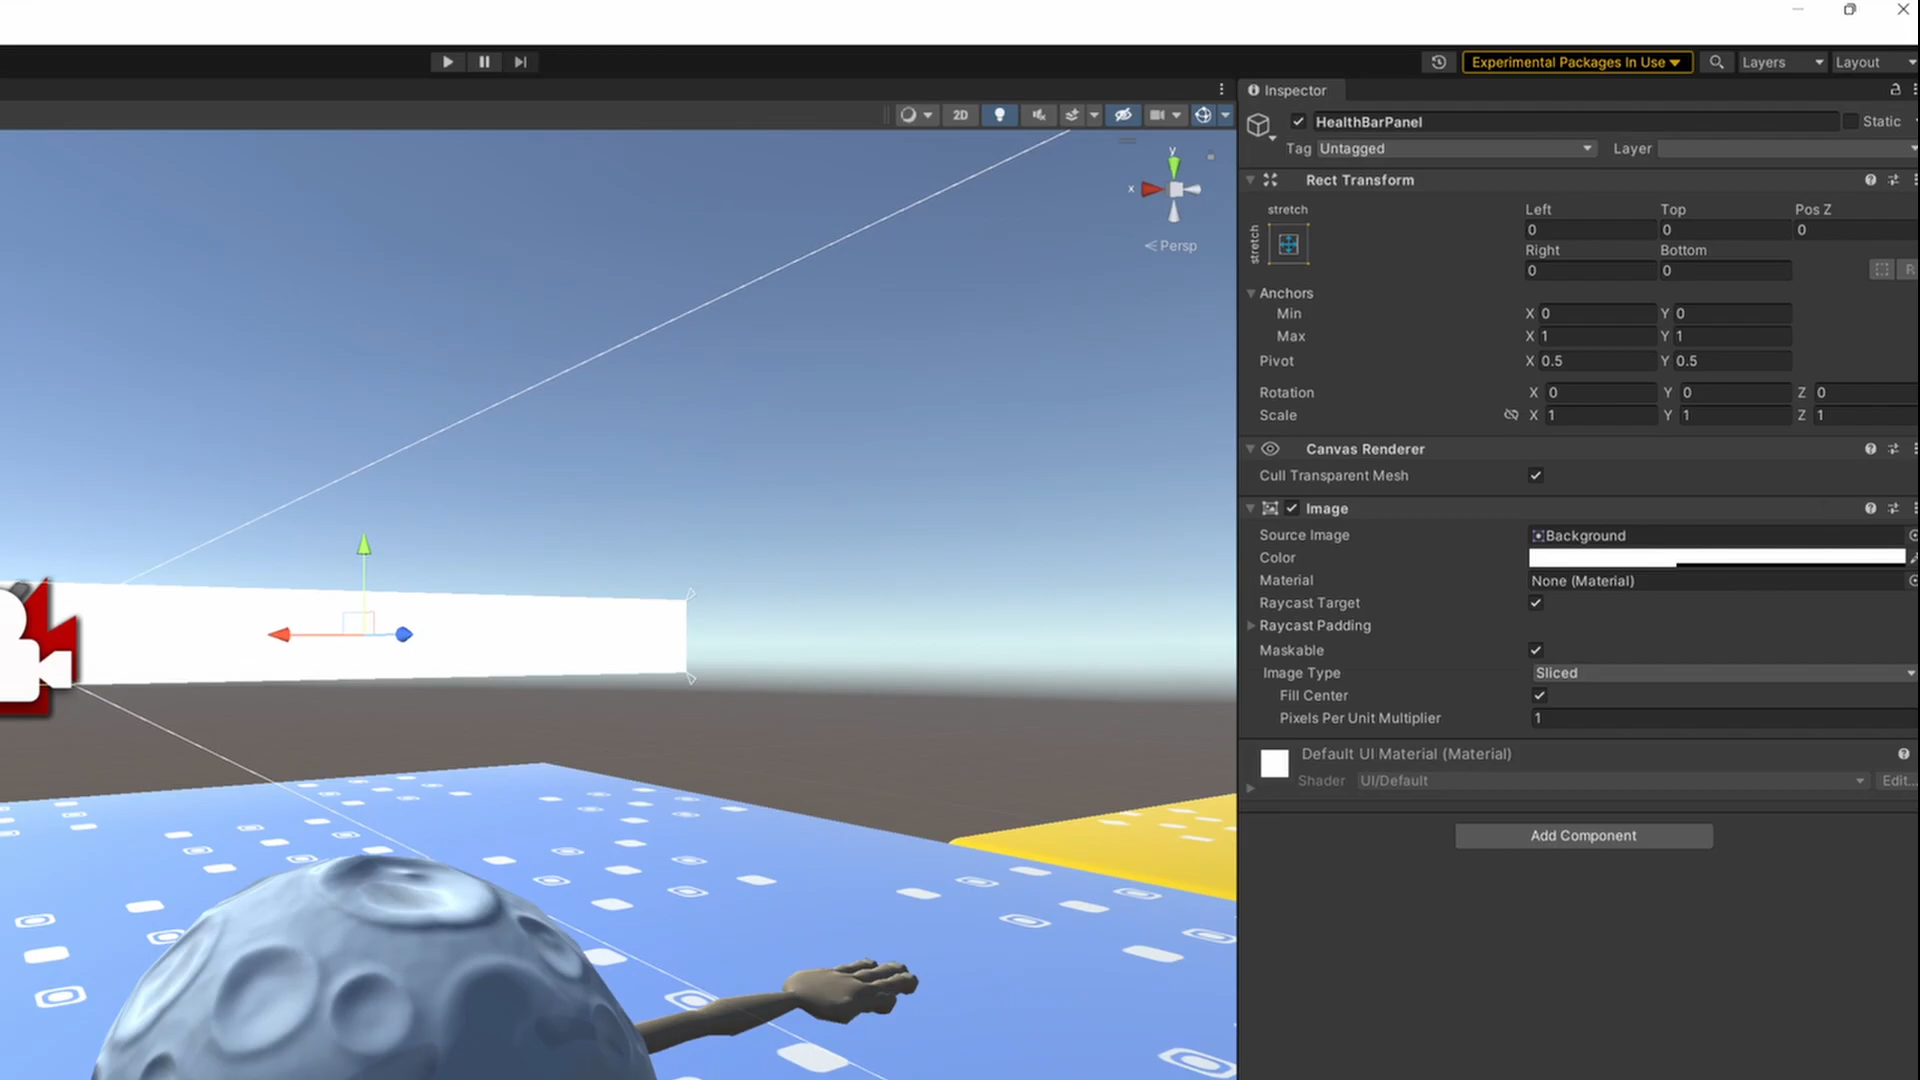 Experimental Packages In Use
Layers
Layout
2D
Inspector
HealthBarPanel
Static
Tag Untagged
Layer
y
x
Persp
Rect Transform
stretch
stretch
Left Top Pos Z
0 0 0
Right Bottom
0 0
R
Anchors
Min X 0 Y 0
Max X 1 Y 1
Pivot X 0.5 Y 0.5
Rotation X 0 Y 0 Z 0
Scale X 1 Y 1 Z 1
Canvas Renderer
Cull Transparent Mesh
Image
Source Image Background
Color
Material None (Material)
Raycast Target
Raycast Padding
Maskable
Image Type Sliced
Fill Center
Pixels Per Unit Multiplier 1
Default UI Material (Material)
Shader UI/Default Edit...
Add Component